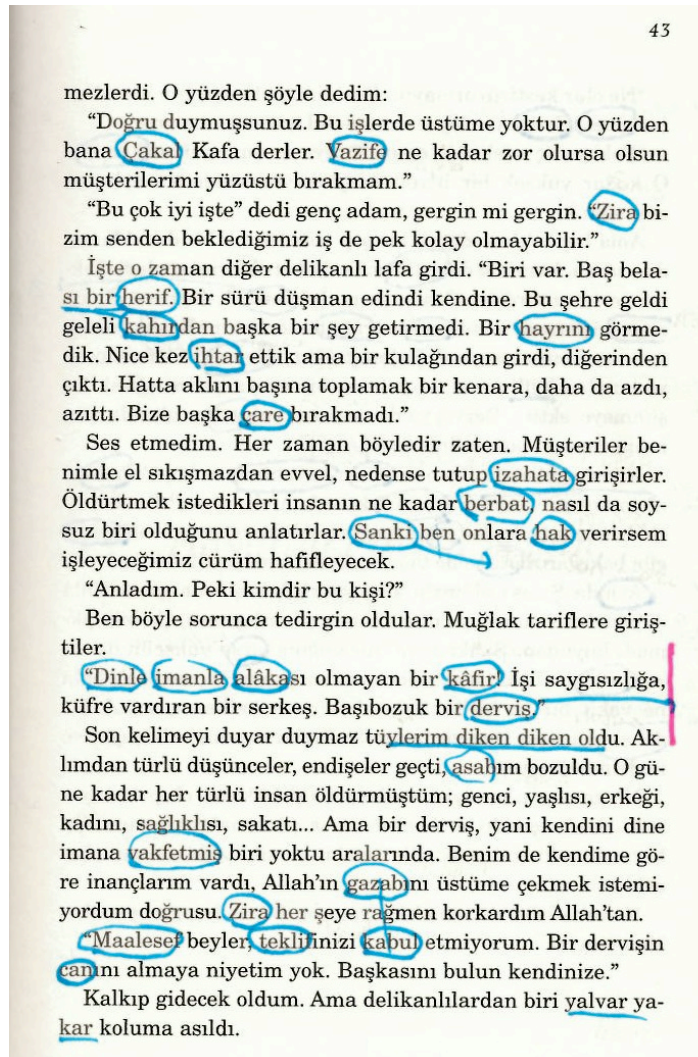 43
mezlerdi. O yüzden şöyle dedim:
“Doğru duymuşsunuz. Bu işlerde üstüme yoktur. O yüzden
bana Çakal Kafa derler. Vazife ne kadar zor olursa olsun
müşterilerimi yüzüstü bırakmam.”
“Bu çok iyi işte” dedi genç adam, gergin mi gergin. “Zira bi-
zim senden beklediğimiz iş de pek kolay olmayabilir.”
İşte o zaman diğer delikanlı lafa girdi. “Biri var. Baş bela-
sı bir herif. Bir sürü düşman edindi kendine. Bu şehre geldi
geleli kahırdan başka bir şey getirmedi. Bir hayrını görme-
dik. Nice kez ihtar ettik ama bir kulağından girdi, diğerinden
çıktı. Hatta aklını başına toplamak bir kenara, daha da azdı,
azıttı. Bize başka çare bırakmadı.”
Ses etmedim. Her zaman böyledir zaten. Müşteriler be-
nimle el sıkışmazdan evvel, nedense tutup izahata girişirler.
Öldürtmek istedikleri insanın ne kadar berbat, nasıl da soy-
suz biri olduğunu anlatırlar. Sanki ben onlara hak verirsem
işleyeceğimiz cürüm hafifleyecek.
“Anladım. Peki kimdir bu kişi?”
Ben böyle sorunca tedirgin oldular. Muğlak tariflere giriş-
tiler.
“Dinle imanla alâkası olmayan bir kâfir! İşi saygısızlığa,
küfre vardıran bir serkeş. Başıbozuk bir derviş!”
Son kelimeyi duyar duymaz tüylerim diken diken oldu. Ak-
lımdan türlü düşünceler, endişeler geçti, asabım bozuldu. O gü-
ne kadar her türlü insan öldürmüştüm; genci, yaşlısı, erkeği,
kadını, sağlıklısı, sakatı... Ama bir derviş, yani kendini dine
imana vakfetmiş biri yoktu aralarında. Benim de kendime gö-
re inançlarım vardı, Allah’ın gazabını üstüme çekmek istemi-
yordum doğrusu. Zira her şeye rağmen korkardım Allah’tan.
“Maalesef beyler, teklifinizi kabul etmiyorum. Bir dervişin
canını almaya niyetim yok. Başkasını bulun kendinize.”
Kalkıp gidecek oldum. Ama delikanlılardan biri yalvar ya-
kar koluma asıldı.